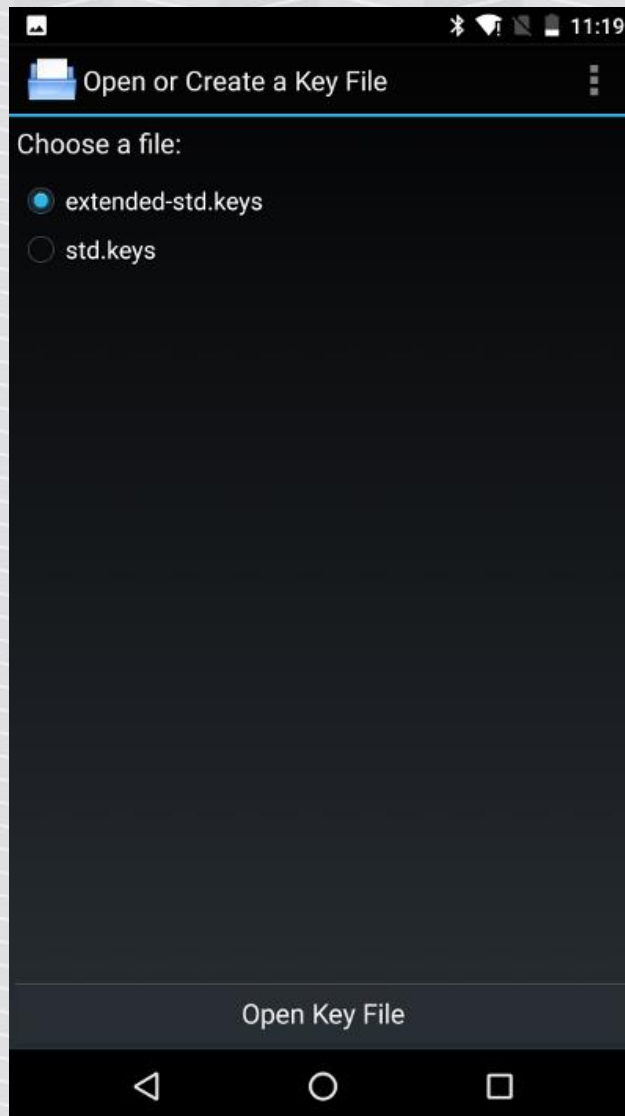 11:19
Open or Create a Key File
Choose a file:
extended-std.keys
std.keys
Open Key File